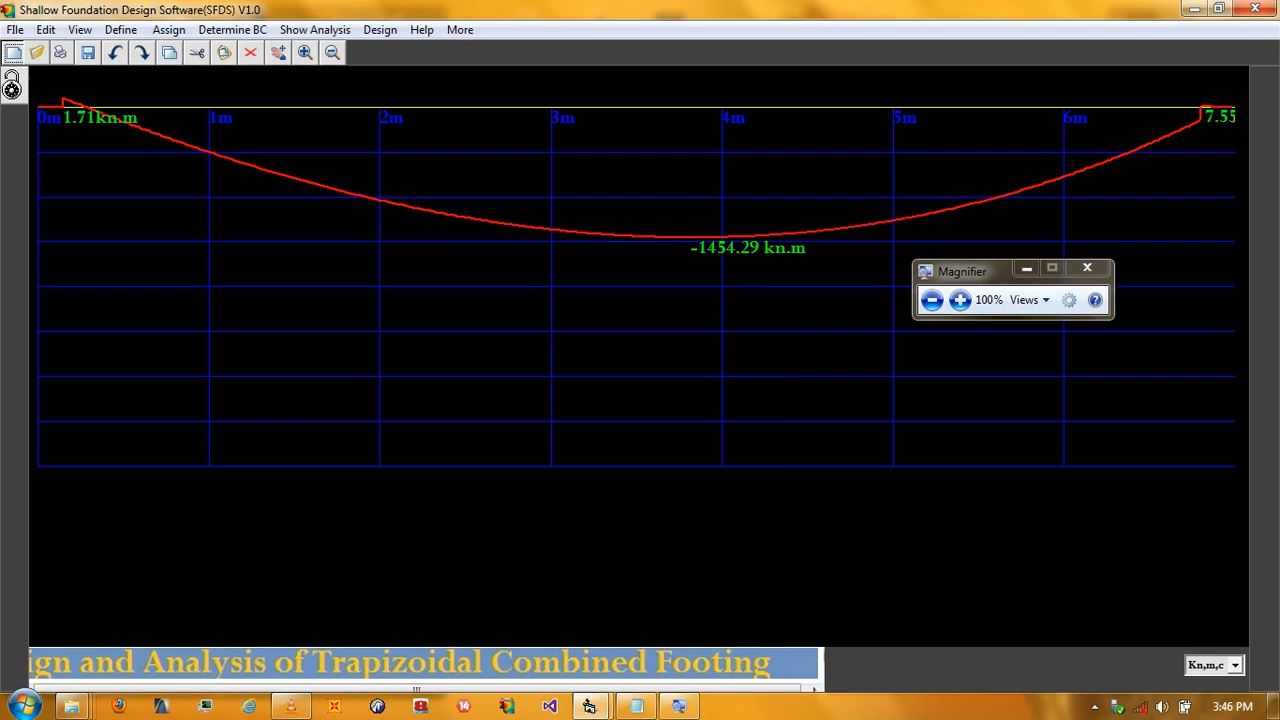 Shallow Foundation Design Software(SFDS) V1.0
FIle Edit View Define Assign Determine BC Show Analysis Design Help More
0m 1.71kn.m 1m 2m 3m 4m 5m 6m 7.55
-1454.29 kn.m
Magnifier
100% Views
ign and Analysis of Trapizoidal Combined Footing
Kn,m,c
14
3:46 PM